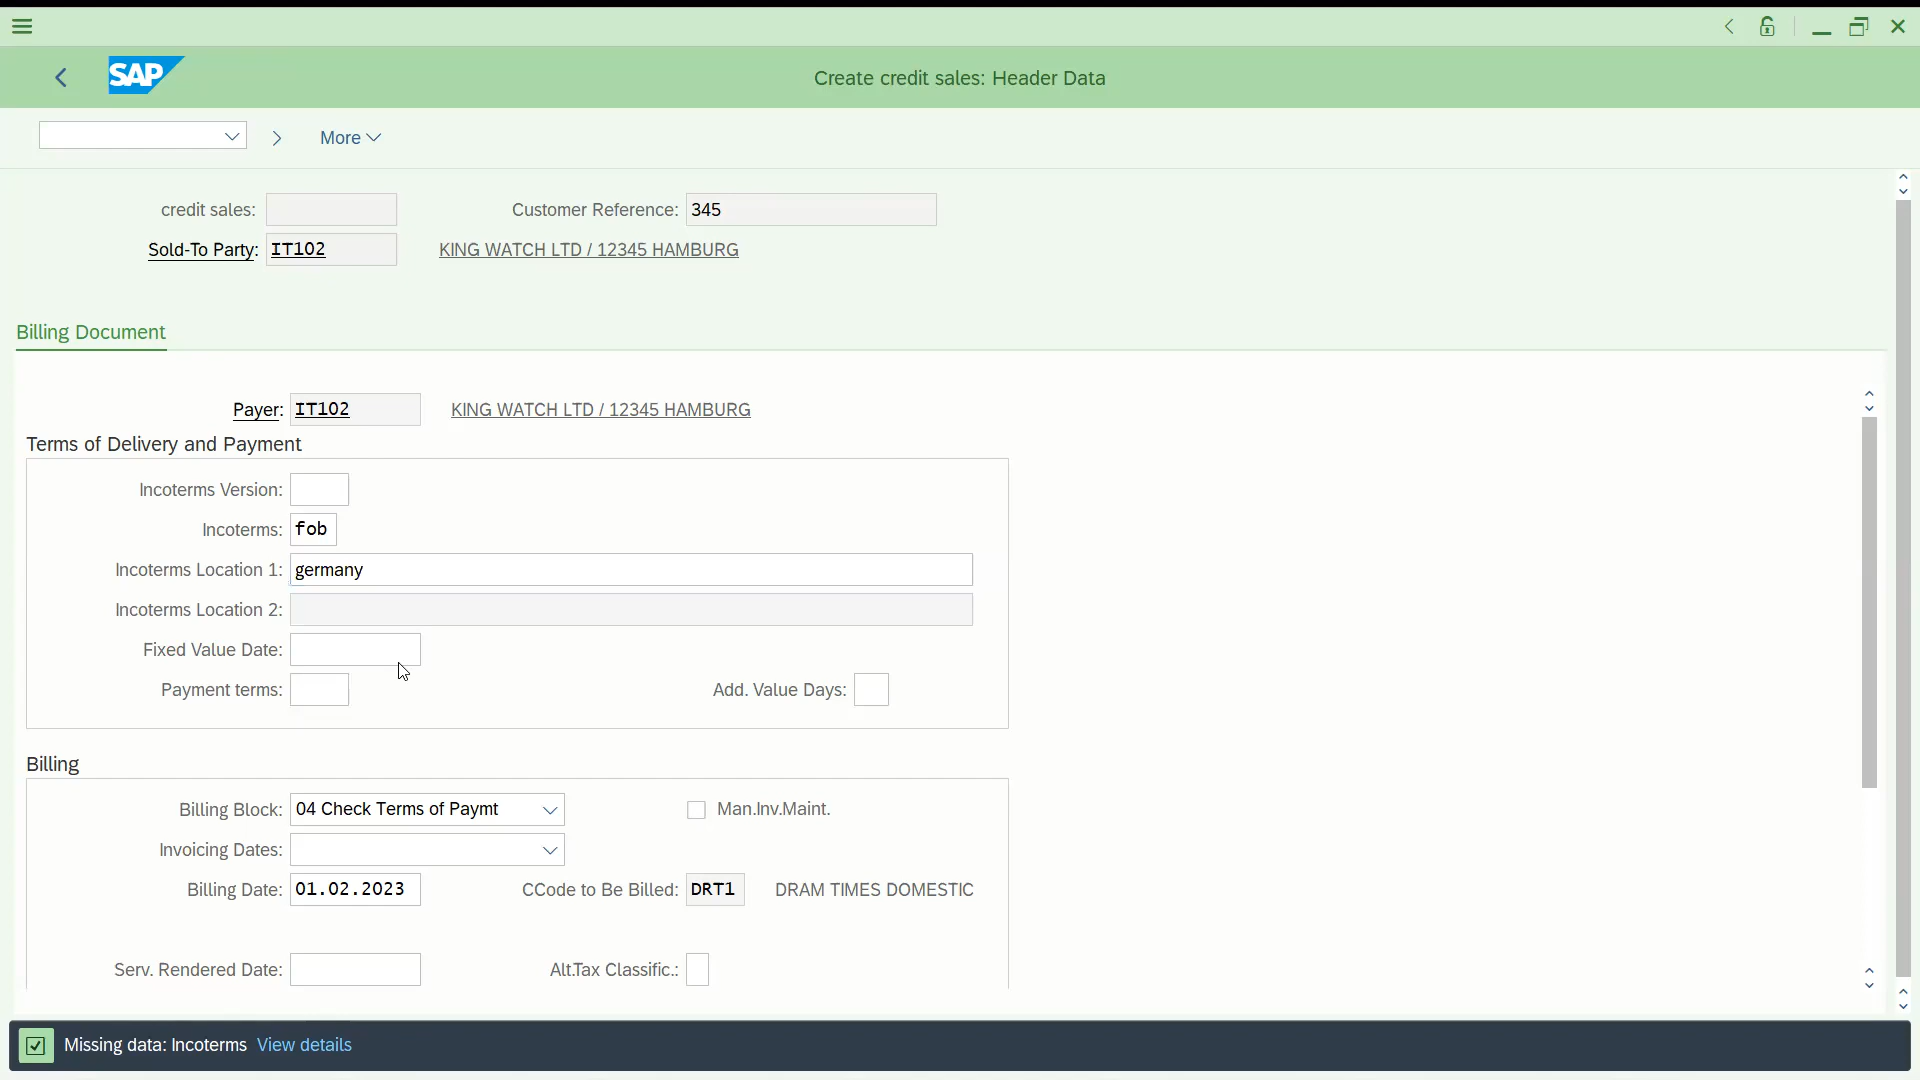 SAP
Create credit sales: Header Data
More
credit sales:
Customer Reference: 345
Sold-To Party: IT102 KING WATCH LTD / 12345 HAMBURG
Billing Document
Payer: IT102 KING WATCH LTD / 12345 HAMBURG
Terms of Delivery and Payment
Incoterms Version:
Incoterms: fob
Incoterms Location 1: germany
Incoterms Location 2:
Fixed Value Date:
Payment terms: Add. Value Days:
Billing
Billing Block: 04 Check Terms of Paymt Man.Inv.Maint.
Invoicing Dates:
Billing Date: 01.02.2023 CCode to Be Billed: DRT1 DRAM TIMES DOMESTIC
Serv. Rendered Date: Alt.Tax Classific.:
Missing data: Incoterms View details